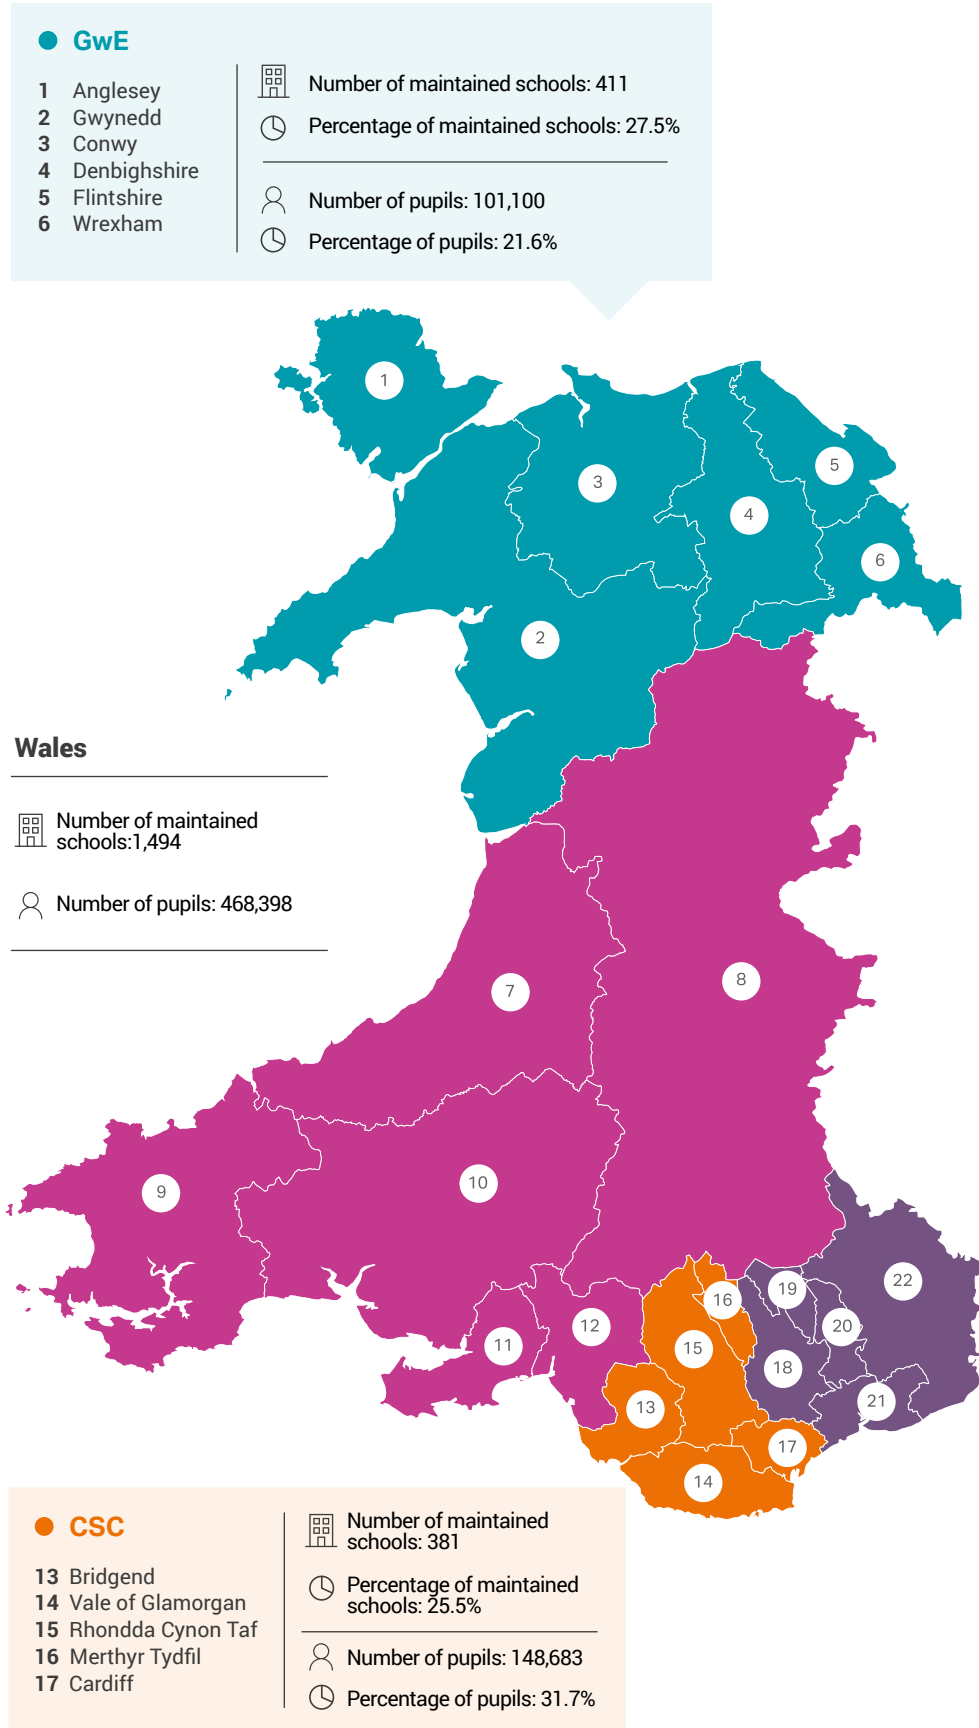 GwE
1 Anglesey
2 Gwynedd
3 Conwy
4 Denbighshire
5 Flintshire
6 Wrexham
Number of maintained schools: 411
Percentage of maintained schools: 27.5%
Number of pupils: 101,100
Percentage of pupils: 21.6%
1
3
5
4
6
2
Wales
Number of maintained
schools:1,494
Number of pupils: 468,398
7
8
9
10
11
12
13
14
15
16
17
18
19
20
21
22
CSC
13 Bridgend
14 Vale of Glamorgan
15 Rhondda Cynon Taf
16 Merthyr Tydfil
17 Cardiff
Number of maintained
schools: 381
Percentage of maintained
schools: 25.5%
Number of pupils: 148,683
Percentage of pupils: 31.7%